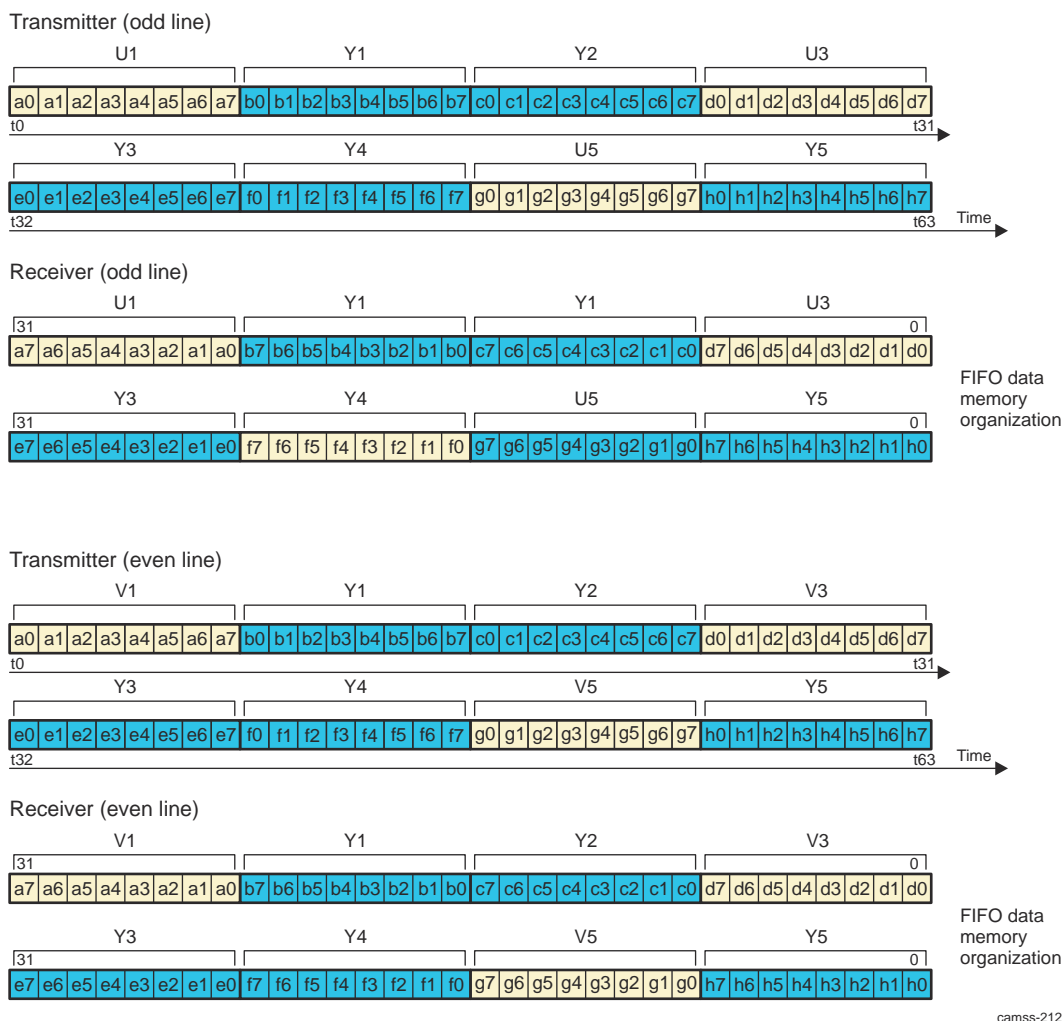 Transmitter (odd line)
U1 Y1 Y2 U3
a0 a1 a2 a3 a4 a5 a6 a7 b0 b1 b2 b3 b4 b5 b6 b7 c0 c1 c2 c3 c4 c5 c6 c7 d0 d1 d2 d3 d4 d5 d6 d7
t0 t31
Y3 Y4 U5 Y5
e0 e1 e2 e3 e4 e5 e6 e7 f0 f1 f2 f3 f4 f5 f6 f7 g0 g1 g2 g3 g4 g5 g6 g7 h0 h1 h2 h3 h4 h5 h6 h7
t32 t63 Time
Receiver (odd line)
U1 Y1 Y1 U3
31 0
a7 a6 a5 a4 a3 a2 a1 a0 b7 b6 b5 b4 b3 b2 b1 b0 c7 c6 c5 c4 c3 c2 c1 c0 d7 d6 d5 d4 d3 d2 d1 d0
Y3 Y4 U5 Y5
31 0
e7 e6 e5 e4 e3 e2 e1 e0 f7 f6 f5 f4 f3 f2 f1 f0 g7 g6 g5 g4 g3 g2 g1 g0 h7 h6 h5 h4 h3 h2 h1 h0
FIFO data
memory
organization
Transmitter (even line)
V1 Y1 Y2 V3
a0 a1 a2 a3 a4 a5 a6 a7 b0 b1 b2 b3 b4 b5 b6 b7 c0 c1 c2 c3 c4 c5 c6 c7 d0 d1 d2 d3 d4 d5 d6 d7
t0 t31
Y3 Y4 V5 Y5
e0 e1 e2 e3 e4 e5 e6 e7 f0 f1 f2 f3 f4 f5 f6 f7 g0 g1 g2 g3 g4 g5 g6 g7 h0 h1 h2 h3 h4 h5 h6 h7
t32 t63 Time
Receiver (even line)
V1 Y1 Y2 V3
31 0
a7 a6 a5 a4 a3 a2 a1 a0 b7 b6 b5 b4 b3 b2 b1 b0 c7 c6 c5 c4 c3 c2 c1 c0 d7 d6 d5 d4 d3 d2 d1 d0
Y3 Y4 V5 Y5
31 0
e7 e6 e5 e4 e3 e2 e1 e0 f7 f6 f5 f4 f3 f2 f1 f0 g7 g6 g5 g4 g3 g2 g1 g0 h7 h6 h5 h4 h3 h2 h1 h0
FIFO data
memory
organization
camss-212